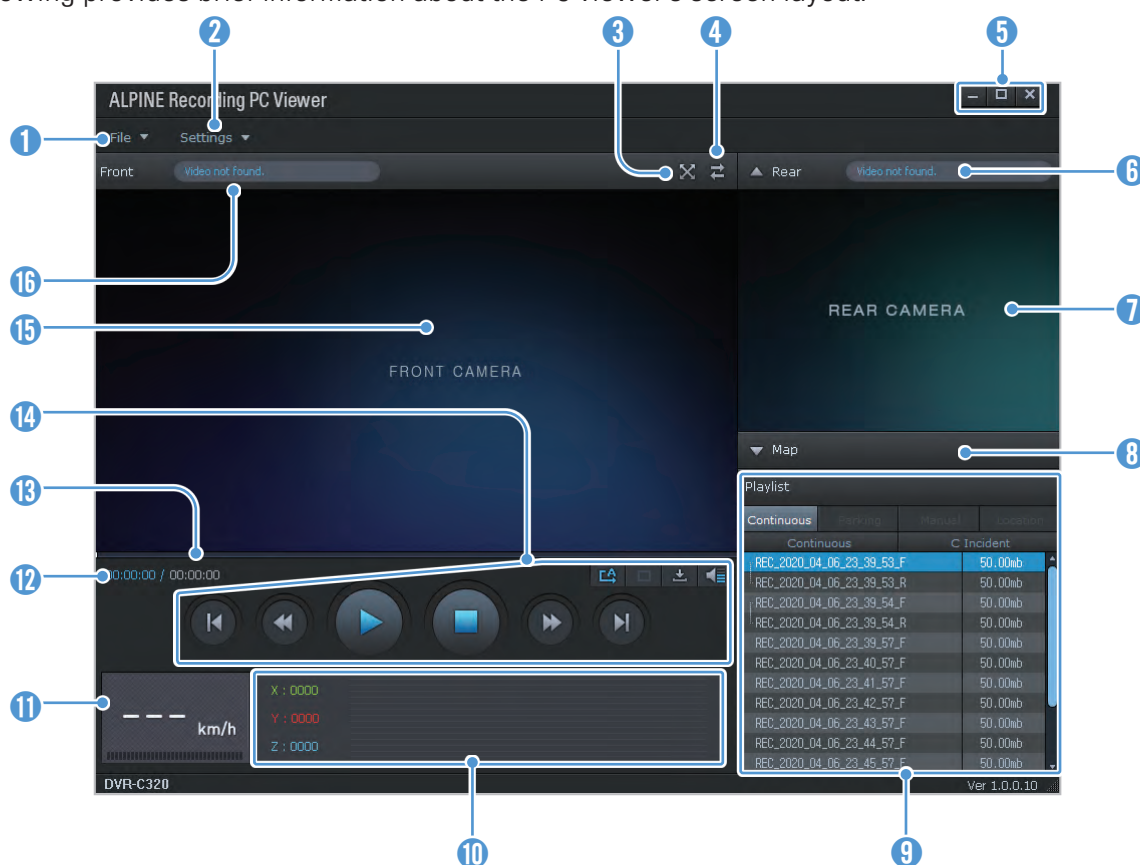 owing provides brief information about the PC viewer's screen layout.
2 3 4 5
ALPINE Recording PC Viewer
1 File Settings
Front Video not found. Rear Video not found. 6
16
15 REAR CAMERA 7
FRONT CAMERA
14
Map 8
13 Playlist
Continuous Parking Manual Location
Continuous C Incident
12 00:00:00 / 00:00:00
REC_2020_04_06_23_39_53_F 50.00mb
REC_2020_04_06_23_39_53_R 50.00mb
REC_2020_04_06_23_39_54_F 50.00mb
REC_2020_04_06_23_39_54_R 50.00mb
REC_2020_04_06_23_39_57_F 50.00mb
REC_2020_04_06_23_40_57_F 50.00mb
REC_2020_04_06_23_41_57_F 50.00mb
REC_2020_04_06_23_42_57_F 50.00mb
REC_2020_04_06_23_43_57_F 50.00mb
REC_2020_04_06_23_44_57_F 50.00mb
REC_2020_04_06_23_45_57_F 50.00mb
11 --- km/h
X : 0000
Y : 0000
Z : 0000
DVR-C320 Ver 1.0.0.10
10 9